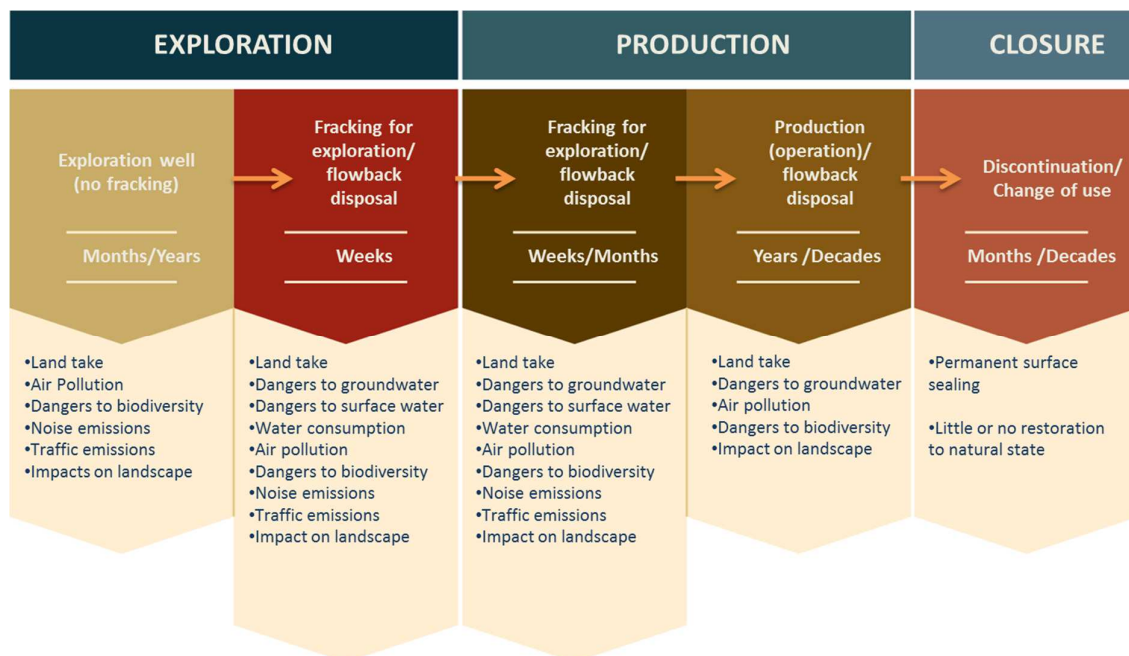 EXPLORATION
PRODUCTION
CLOSURE
Exploration well
(no fracking)
Months/Years
Fracking for
exploration/
flowback
disposal
Weeks
Fracking for
exploration/
flowback
disposal
Weeks/Months
Production
(operation)/
flowback
disposal
Years /Decades
Discontinuation/
Change of use
Months /Decades
•Land take
•Air Pollution
•Dangers to biodiversity
•Noise emissions
•Traffic emissions
•Impacts on landscape
•Land take
•Dangers to groundwater
•Dangers to surface water
•Water consumption
•Air pollution
•Dangers to biodiversity
•Noise emissions
•Traffic emissions
•Impact on landscape
•Land take
•Dangers to groundwater
•Dangers to surface water
•Water consumption
•Air pollution
•Dangers to biodiversity
•Noise emissions
•Traffic emissions
•Impact on landscape
•Land take
•Dangers to groundwater
•Air pollution
•Dangers to biodiversity
•Impact on landscape
•Permanent surface
sealing
•Little or no restoration
to natural state